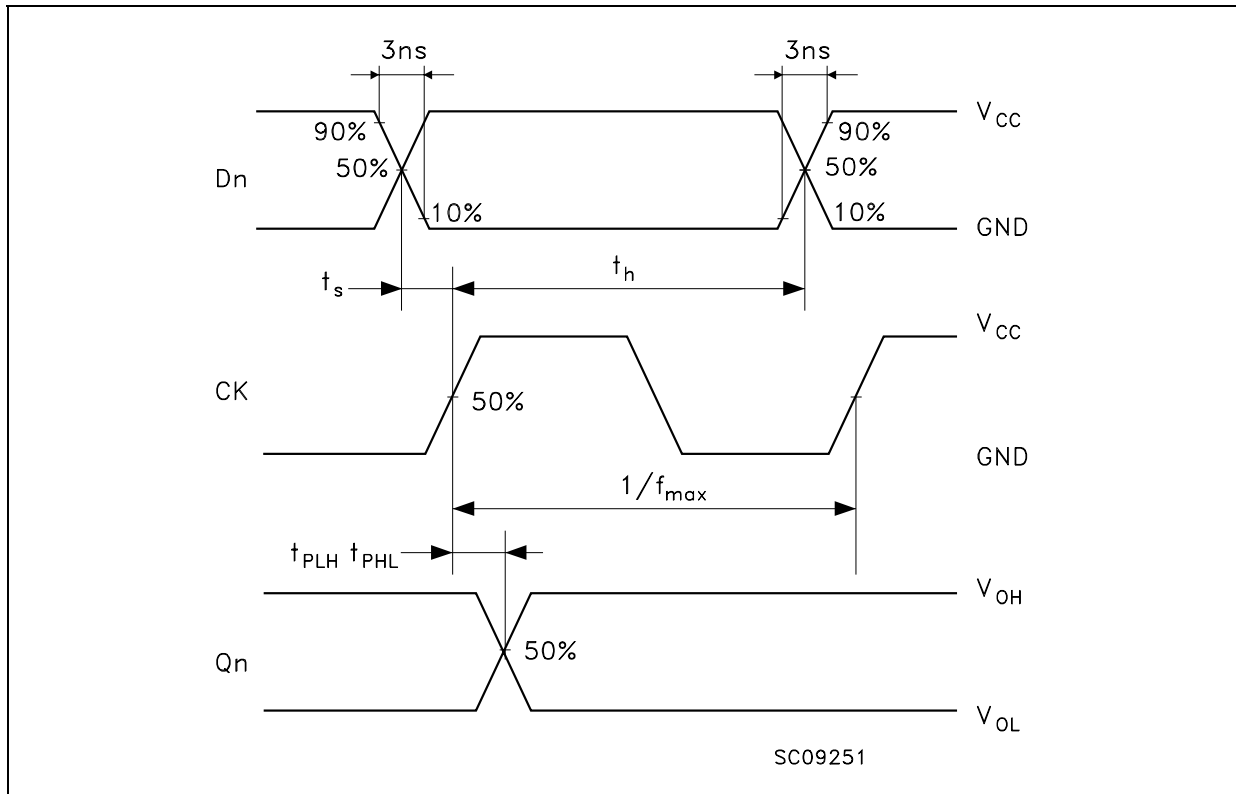 3ns 3ns
V_CC
90% 90%
50% 50%
Dn
10% 10%
GND
t_s t_h
V_CC
CK 50%
GND
1/f_max
t_PLH t_PHL
V_OH
50%
Qn
V_OL
SC09251